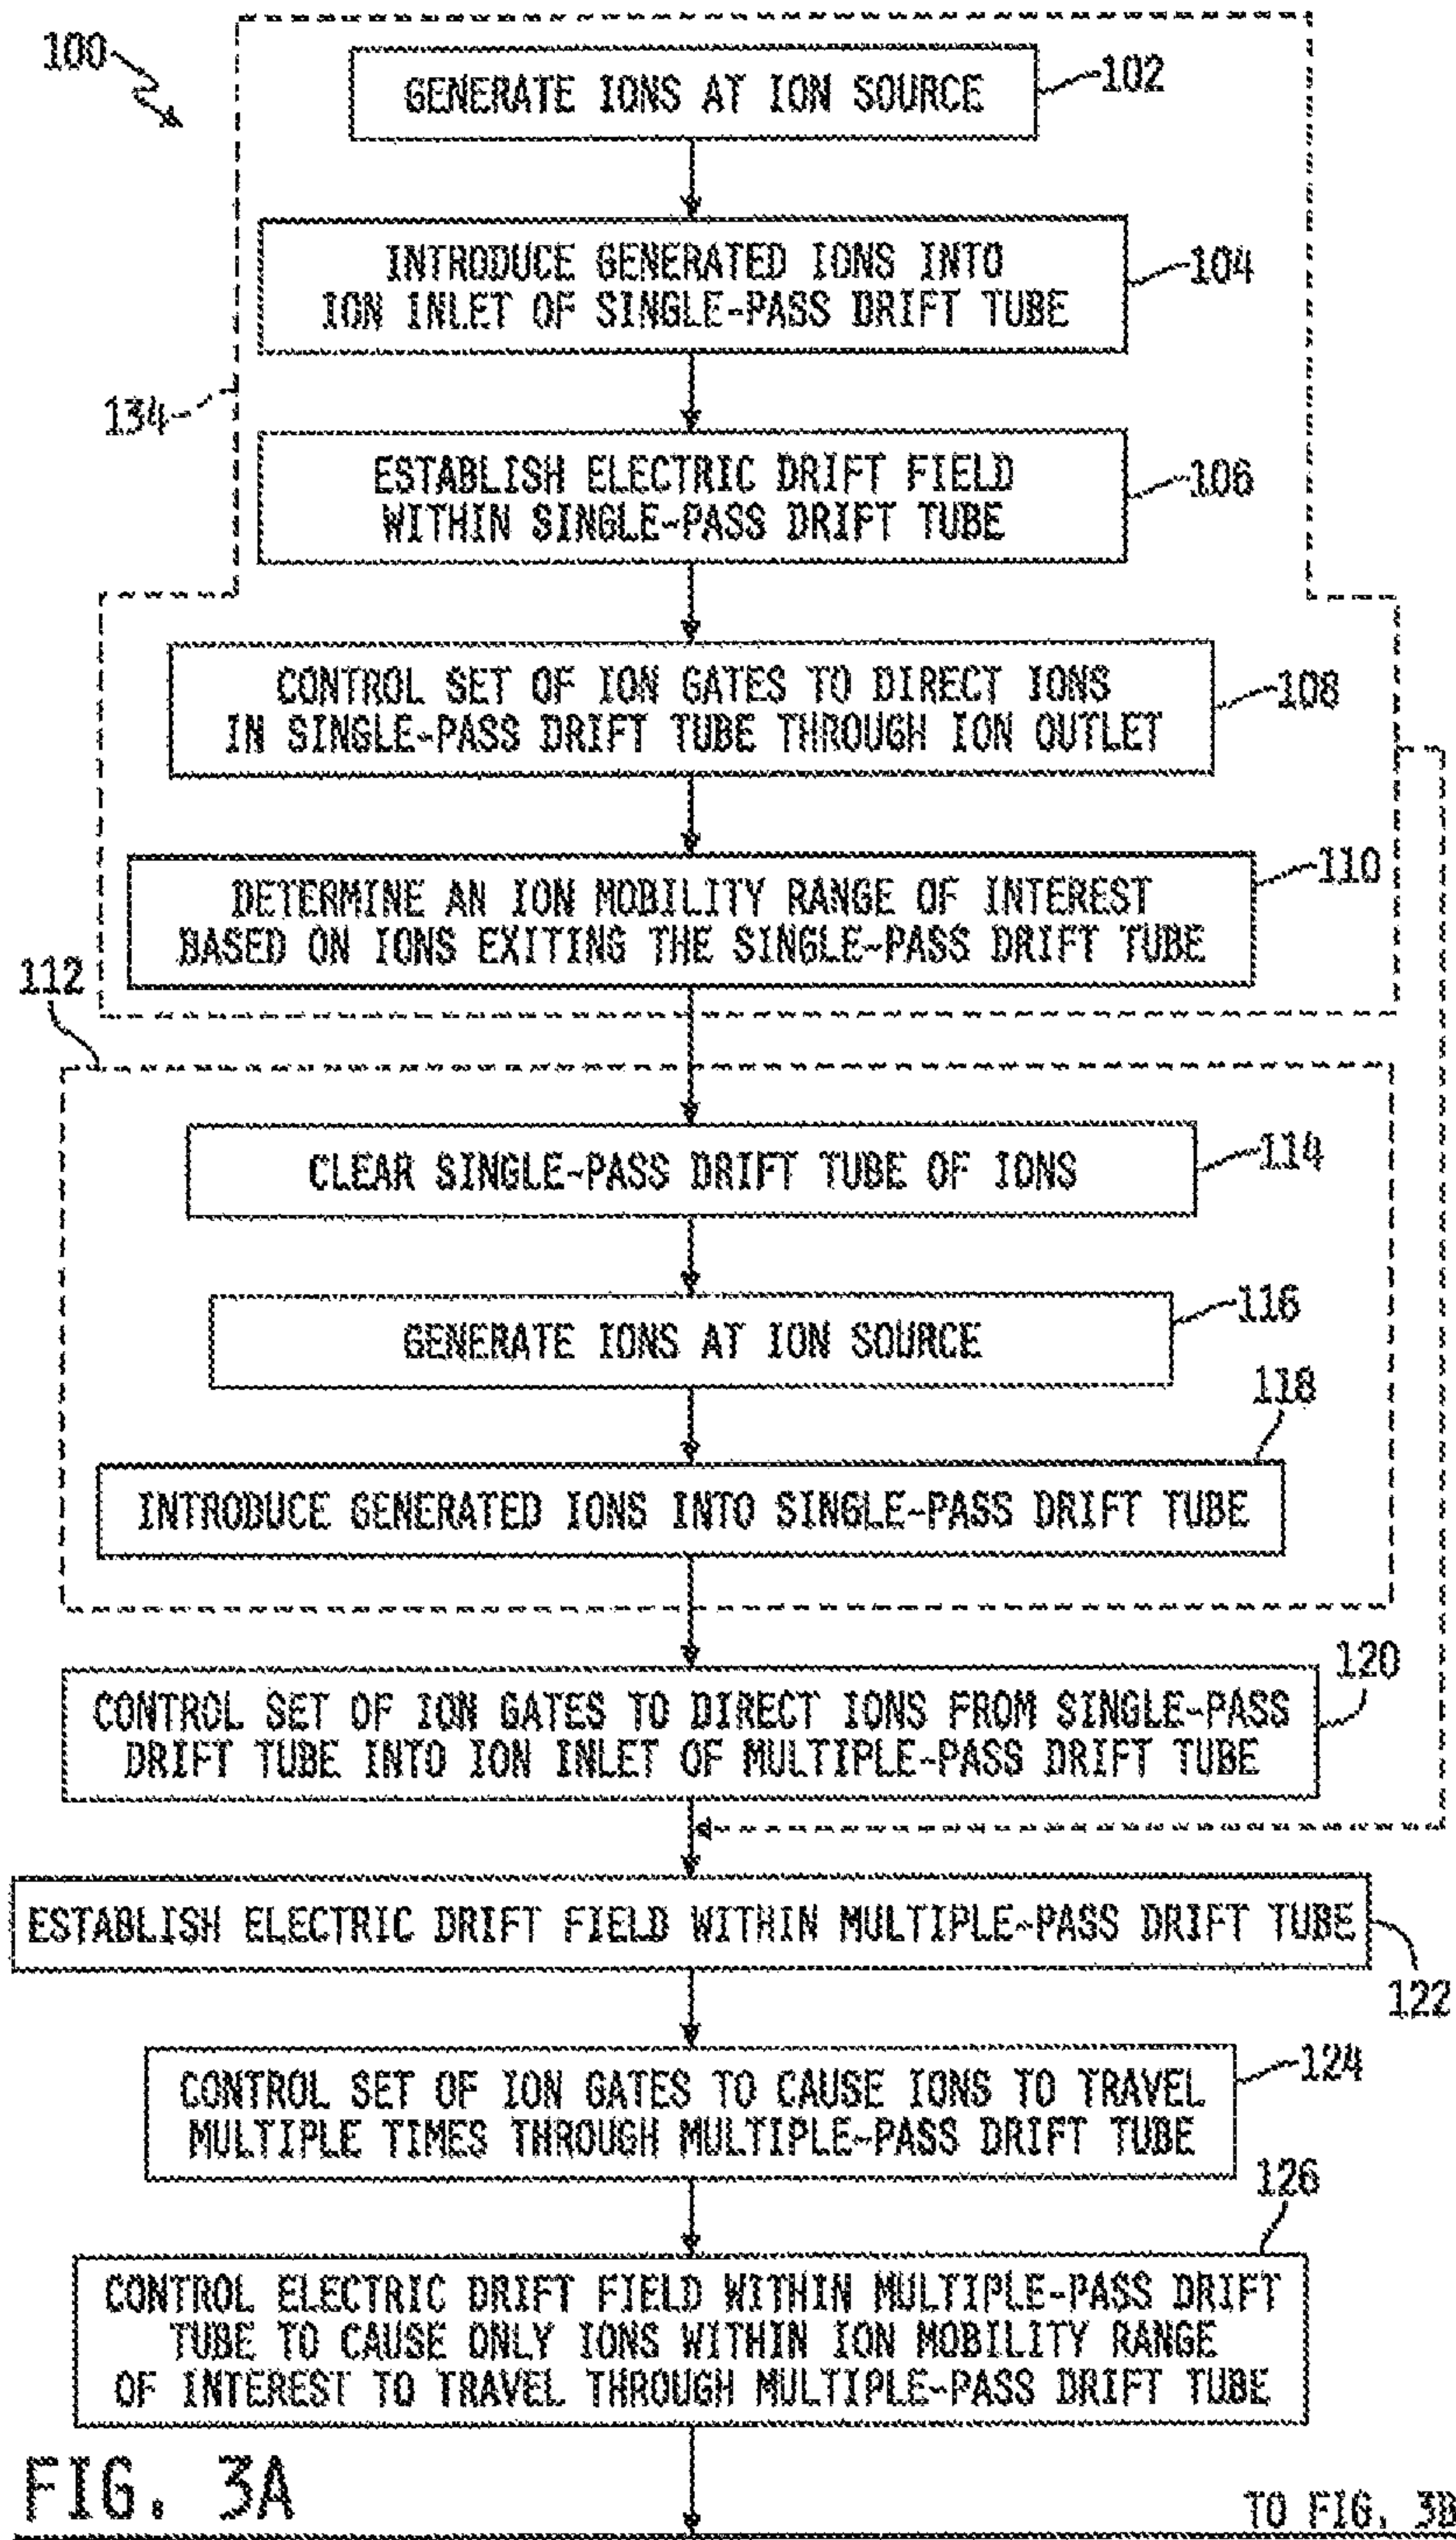 100
GENERATE IONS AT ION SOURCE
102
INTRODUCE GENERATED IONS INTO
ION INLET OF SINGLE-PASS DRIFT TUBE
104
134
ESTABLISH ELECTRIC DRIFT FIELD
WITHIN SINGLE-PASS DRIFT TUBE
106
CONTROL SET OF ION GATES TO DIRECT IONS
IN SINGLE-PASS DRIFT TUBE THROUGH ION OUTLET
108
DETERMINE AN ION MOBILITY RANGE OF INTEREST
BASED ON IONS EXITING THE SINGLE-PASS DRIFT TUBE
110
112
CLEAR SINGLE-PASS DRIFT TUBE OF IONS
114
GENERATE IONS AT ION SOURCE
116
118
INTRODUCE GENERATED IONS INTO SINGLE-PASS DRIFT TUBE
120
CONTROL SET OF ION GATES TO DIRECT IONS FROM SINGLE-PASS
DRIFT TUBE INTO ION INLET OF MULTIPLE-PASS DRIFT TUBE
ESTABLISH ELECTRIC DRIFT FIELD WITHIN MULTIPLE-PASS DRIFT TUBE
122
CONTROL SET OF ION GATES TO CAUSE IONS TO TRAVEL
MULTIPLE TIMES THROUGH MULTIPLE-PASS DRIFT TUBE
124
126
CONTROL ELECTRIC DRIFT FIELD WITHIN MULTIPLE-PASS DRIFT
TUBE TO CAUSE ONLY IONS WITHIN ION MOBILITY RANGE
OF INTEREST TO TRAVEL THROUGH MULTIPLE-PASS DRIFT TUBE
FIG. 3A
TO FIG. 3B